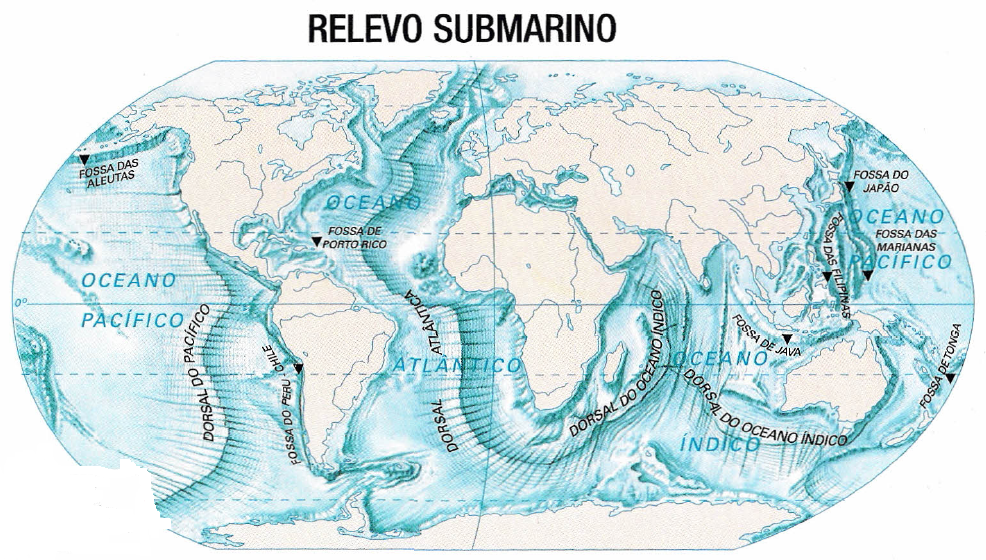 RELEVO SUBMARINO
FOSSA DAS
ALEUTAS
OCEANO
PACÍFICO
DORSAL DO PACÍFICO
FOSSA DO PERU
CHILE
FOSSA DE
PORTO RICO
OCEANO
ATLÂNTICO
DORSAL ATLÂNTICA
0°
DORSAL DO OCEANO ÍNDICO
OCEANO
ÍNDICO
DORSAL DO OCEANO ÍNDICO
FOSSA DE JAVA
FOSSA DAS FILIPINAS
FOSSA DO
JAPÃO
OCEANO
FOSSA DAS
MARIANAS
PACÍFICO
FOSSA DE TONGA